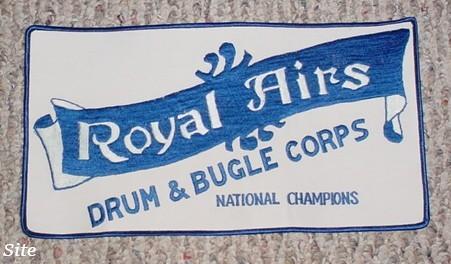 Royal Airs
DRUM & BUGLE CORPS
NATIONAL CHAMPIONS
Site